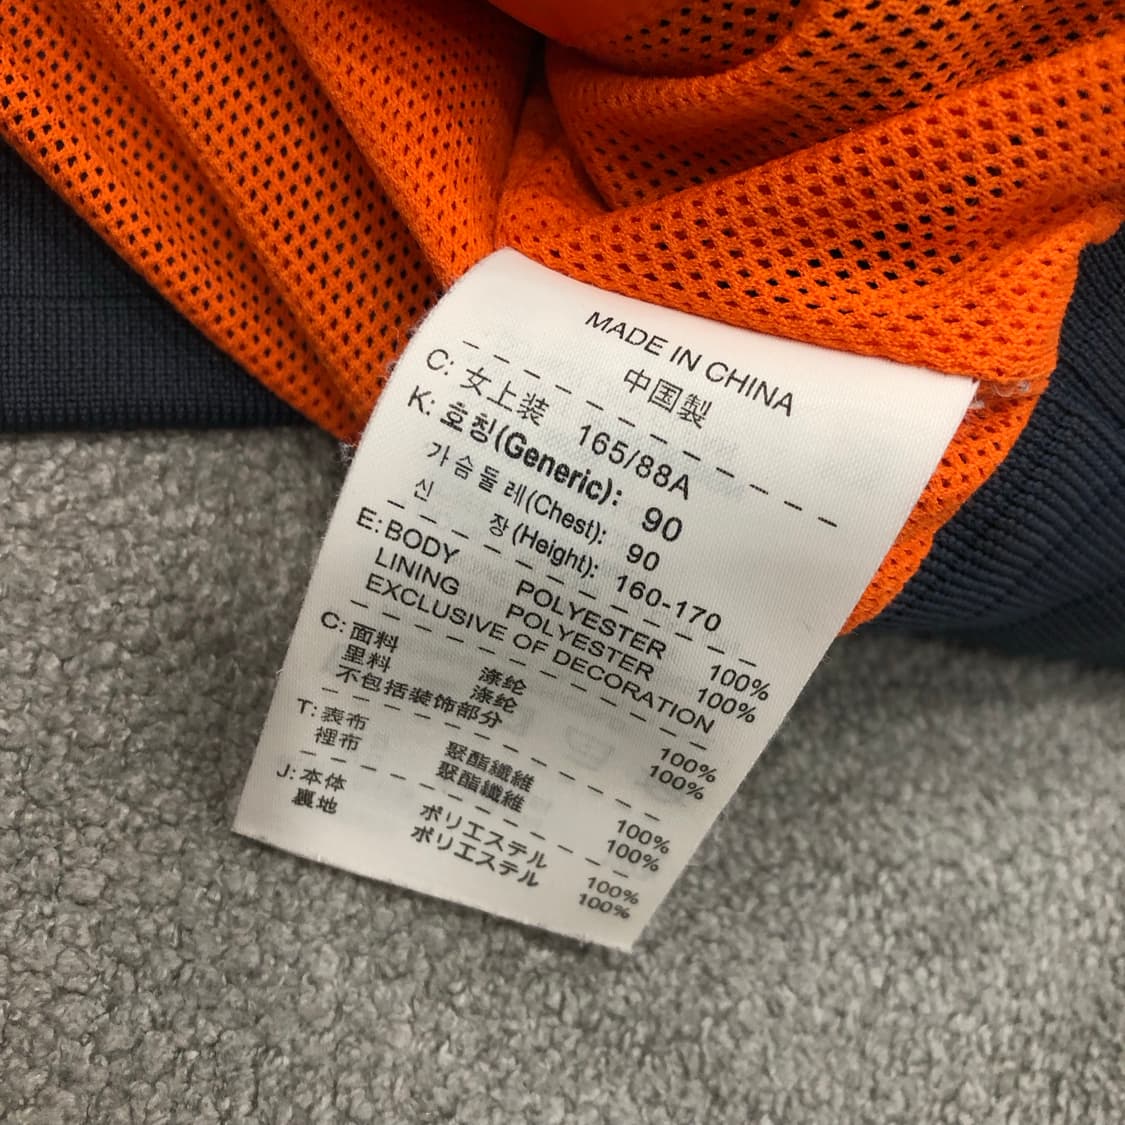 MADE IN CHINA
中国製
C: 女上装 165/88A
K: 호칭(Generic): 90
가슴둘레(Chest): 90
신 장(Height): 160-170
E: BODY POLYESTER 100%
LINING POLYESTER 100%
EXCLUSIVE OF DECORATION
C: 面料 涤纶 100%
里料 涤纶 100%
不包括装饰部分
T: 表布 聚酯纖維 100%
裡布 聚酯纖維 100%
J: 本体 ポリエステル 100%
裏地 ポリエステル 100%